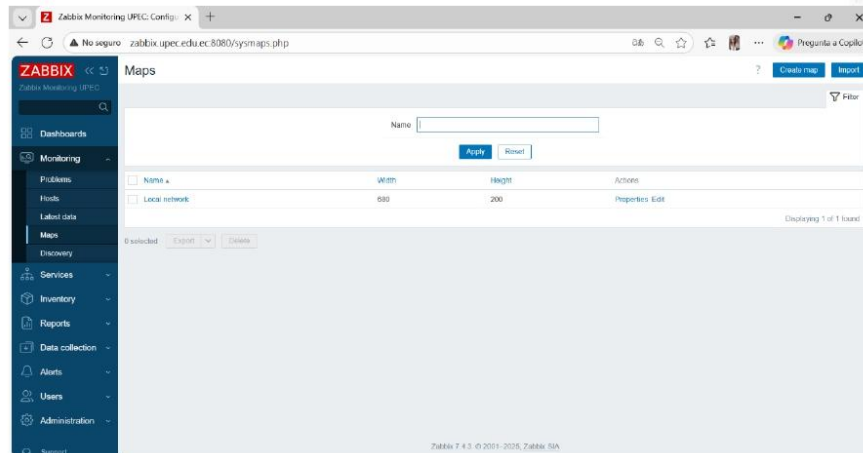 Zabbix Monitoring UPEC: Configu
No seguro zabbix.upec.edu.ec:8080/sysmaps.php
Pregunta a Copilot
ZABBIX
Zabbix Monitoring UPEC
Maps
? Create map Import
Filter
Name
Apply Reset
Dashboards
Monitoring
Problems
Hosts
Latest data
Maps
Discovery
Services
Inventory
Reports
Data collection
Alerts
Users
Administration
Support
Name Width Height Actions
Local network 680 200 Properties Edit
Displaying 1 of 1 found
0 selected Export Delete
Zabbix 7.4.3. © 2001–2025, Zabbix SIA